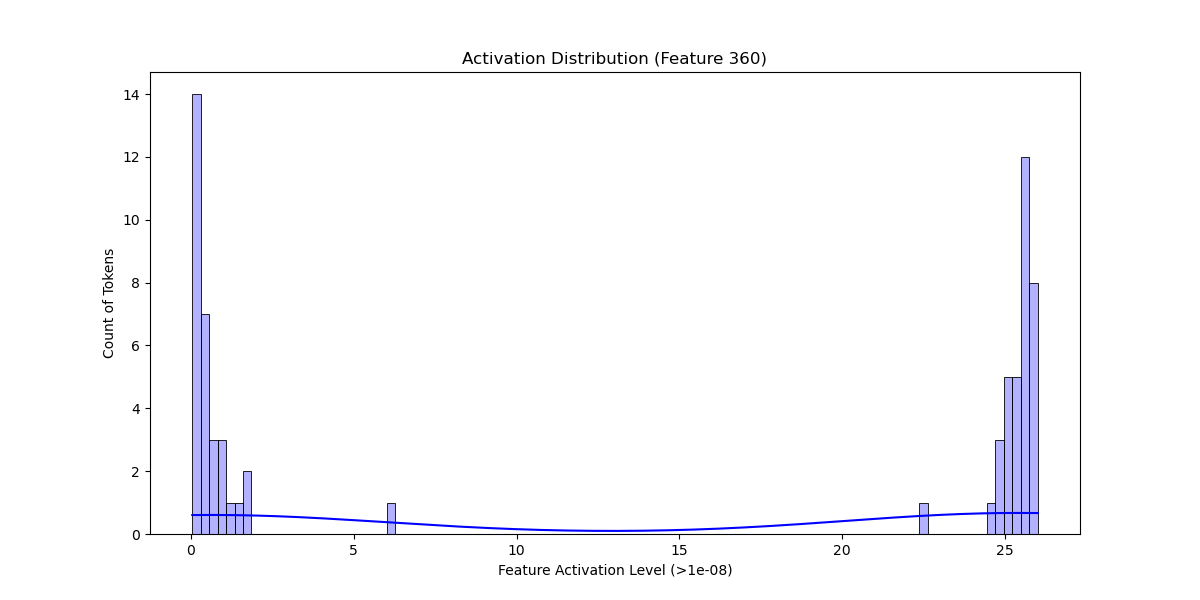 Activation Distribution (Feature 360)
14
12
10
8
6
4
2
0
Count of Tokens
0 5 10 15 20 25
Feature Activation Level (>1e-08)